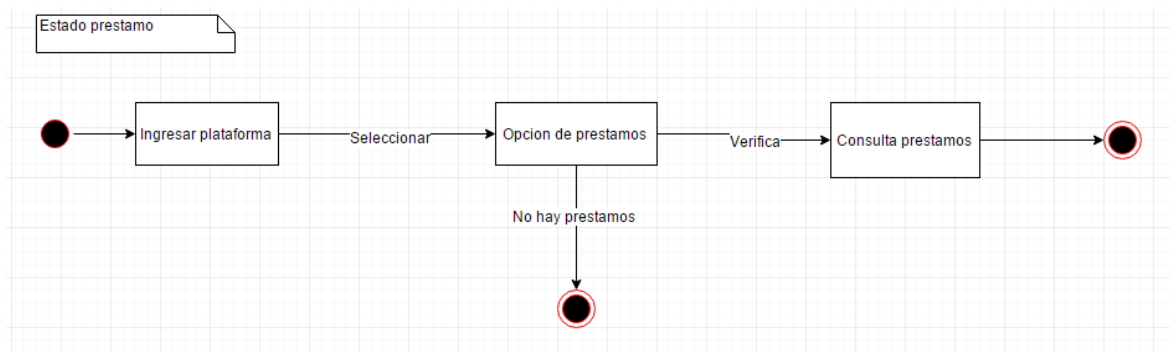 Estado prestamo
Ingresar plataforma
Seleccionar
Opcion de prestamos
Verifica
Consulta prestamos
No hay prestamos